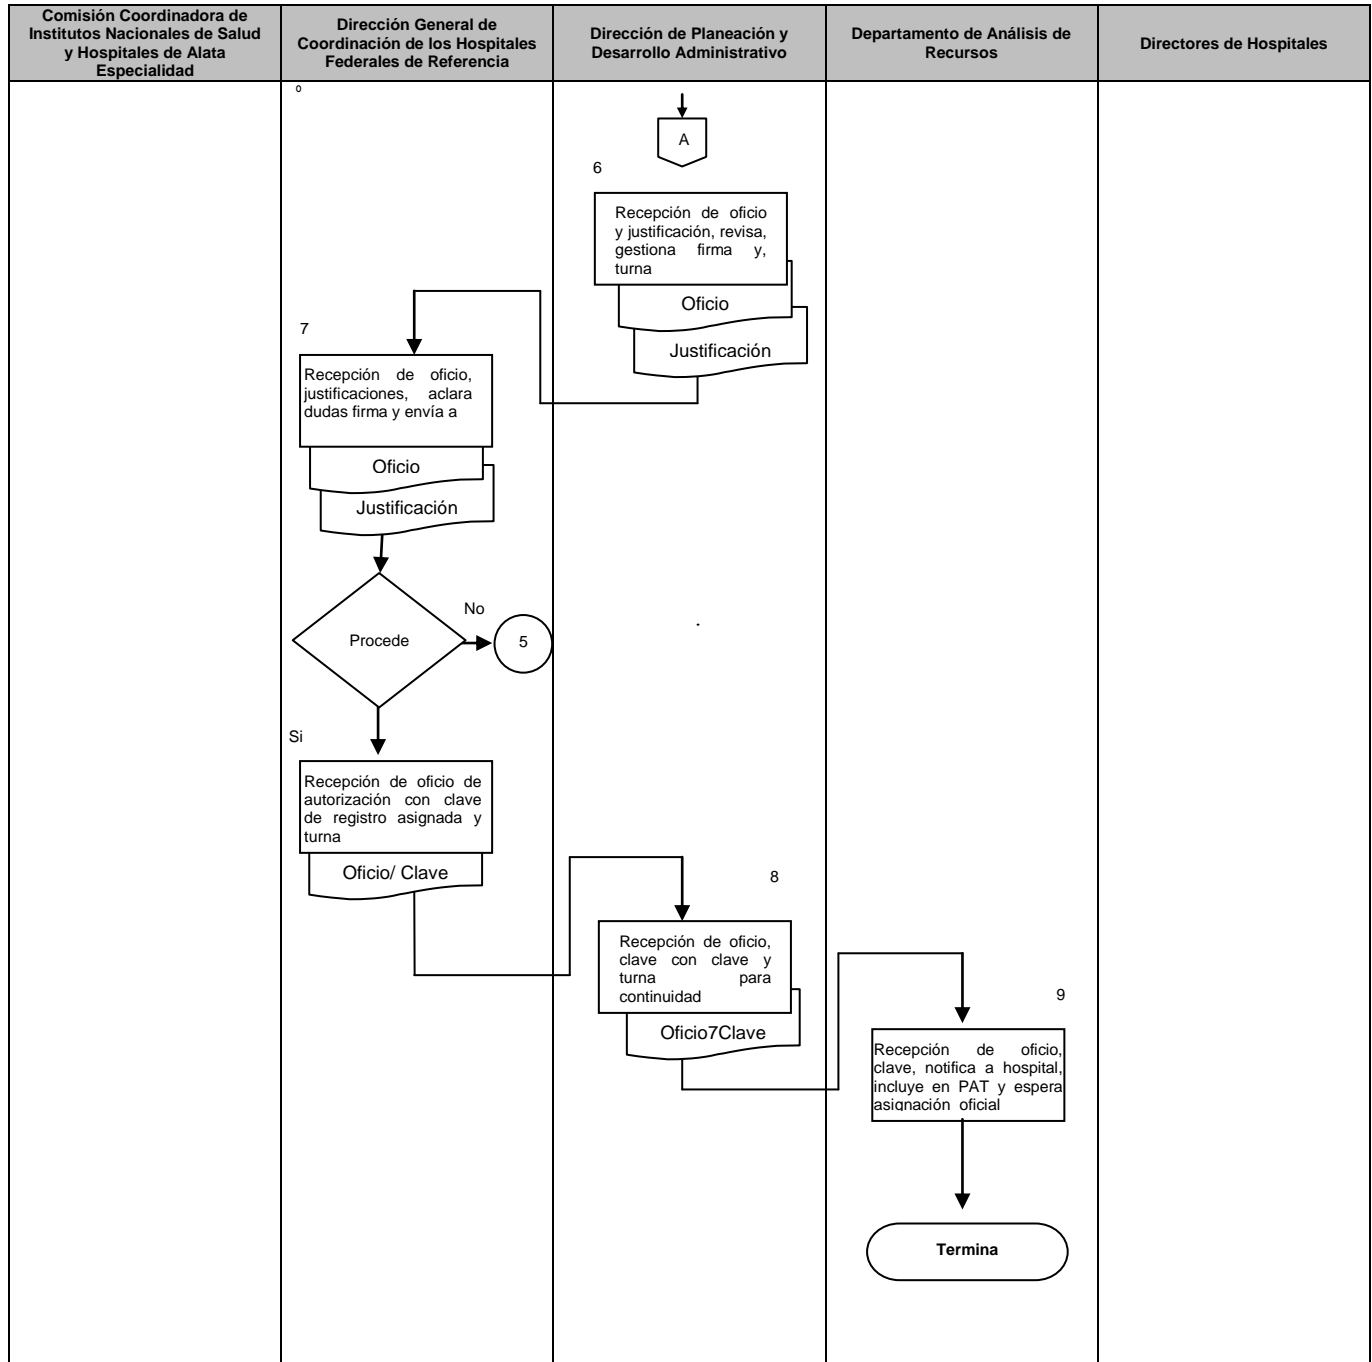 Comisión Coordinadora de
Institutos Nacionales de Salud
y Hospitales de Alata
Especialidad
Dirección General de
Coordinación de los Hospitales
Federales de Referencia
Dirección de Planeación y
Desarrollo Administrativo
Departamento de Análisis de
Recursos
Directores de Hospitales
o
A
6
Recepción de oficio
y justificación, revisa,
gestiona firma y,
turna
Oficio
Justificación
7
Recepción de oficio,
justificaciones, aclara
dudas firma y envía a
Oficio
Justificación
No
Procede
5
.
Si
Recepción de oficio de
autorización con clave
de registro asignada y
turna
Oficio/ Clave
8
Recepción de oficio,
clave con clave y
turna para
continuidad
Oficio7Clave
9
Recepción de oficio,
clave, notifica a hospital,
incluye en PAT y espera
asignación oficial
Termina